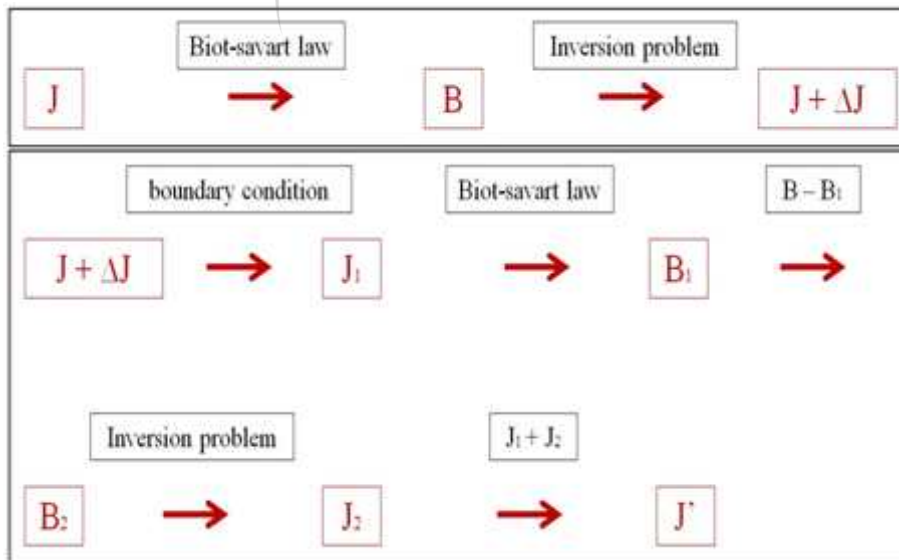 Biot-savart law Inversion problem
J B J + ΔJ
boundary condition Biot-savart law B – B₁
J + ΔJ J₁ B₁
Inversion problem J₁ + J₂
B₂ J₂ J’